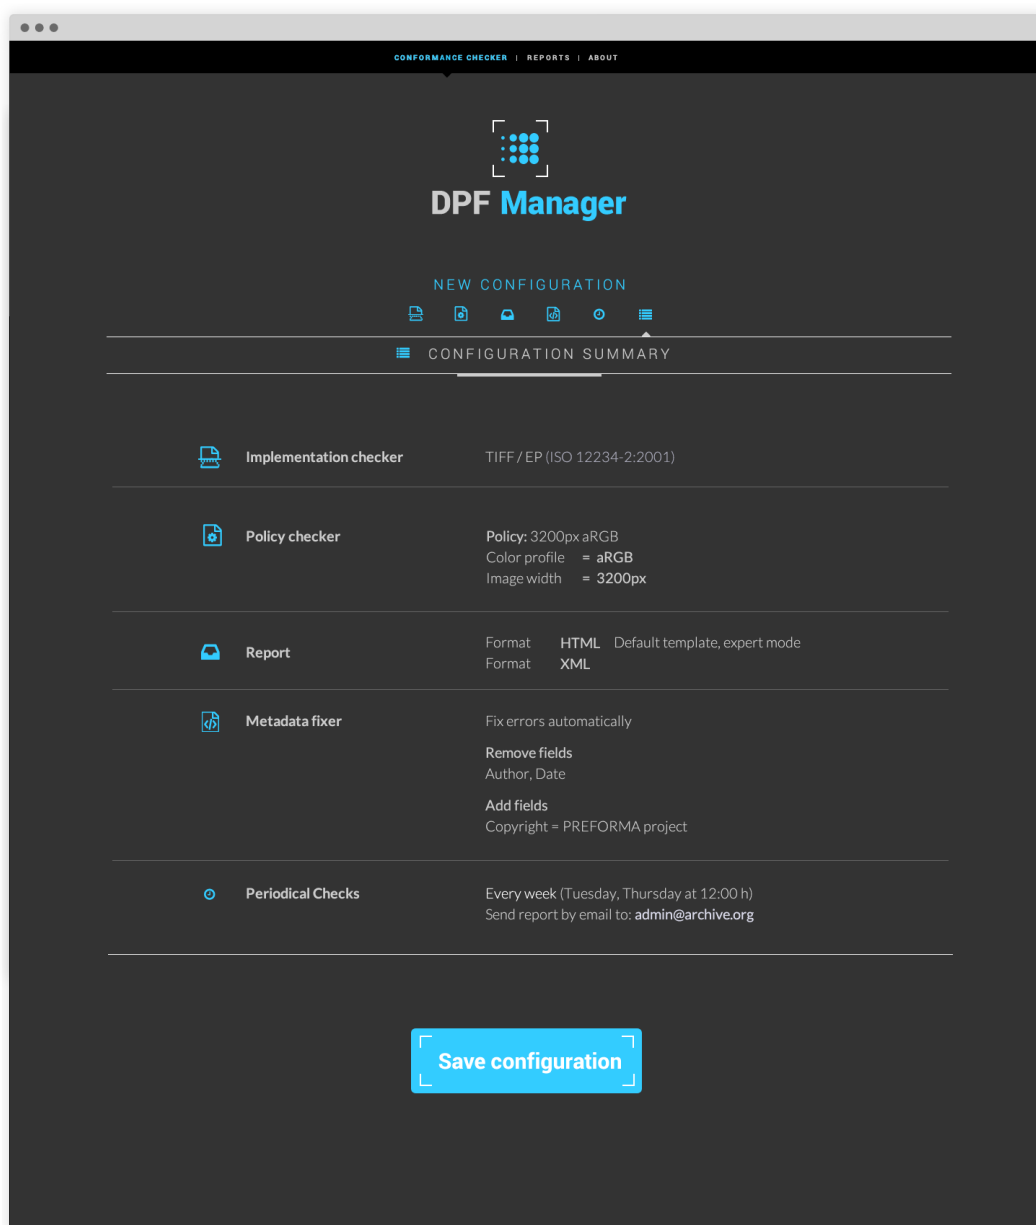 CONFORMANCE CHECKER | REPORTS | ABOUT
DPF Manager
NEW CONFIGURATION
CONFIGURATION SUMMARY
Implementation checker TIFF / EP (ISO 12234-2:2001)
Policy checker Policy: 3200px aRGB
Color profile = aRGB
Image width = 3200px
Report Format HTML Default template, expert mode
Format XML
Metadata fixer Fix errors automatically
Remove fields
Author, Date
Add fields
Copyright = PREFORMA project
Periodical Checks Every week (Tuesday, Thursday at 12:00 h)
Send report by email to: admin@archive.org
Save configuration